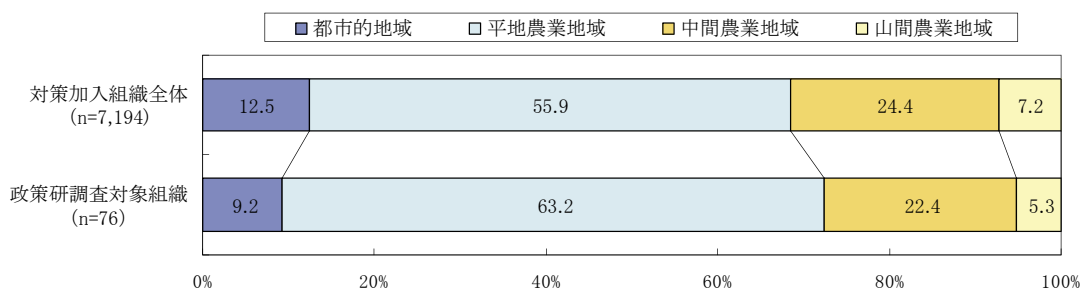 都市的地域 平地農業地域 中間農業地域 山間農業地域
対策加入組織全体
(n=7,194)
12.5 55.9 24.4 7.2
政策研調査対象組織
(n=76)
9.2 63.2 22.4 5.3
0% 20% 40% 60% 80% 100%